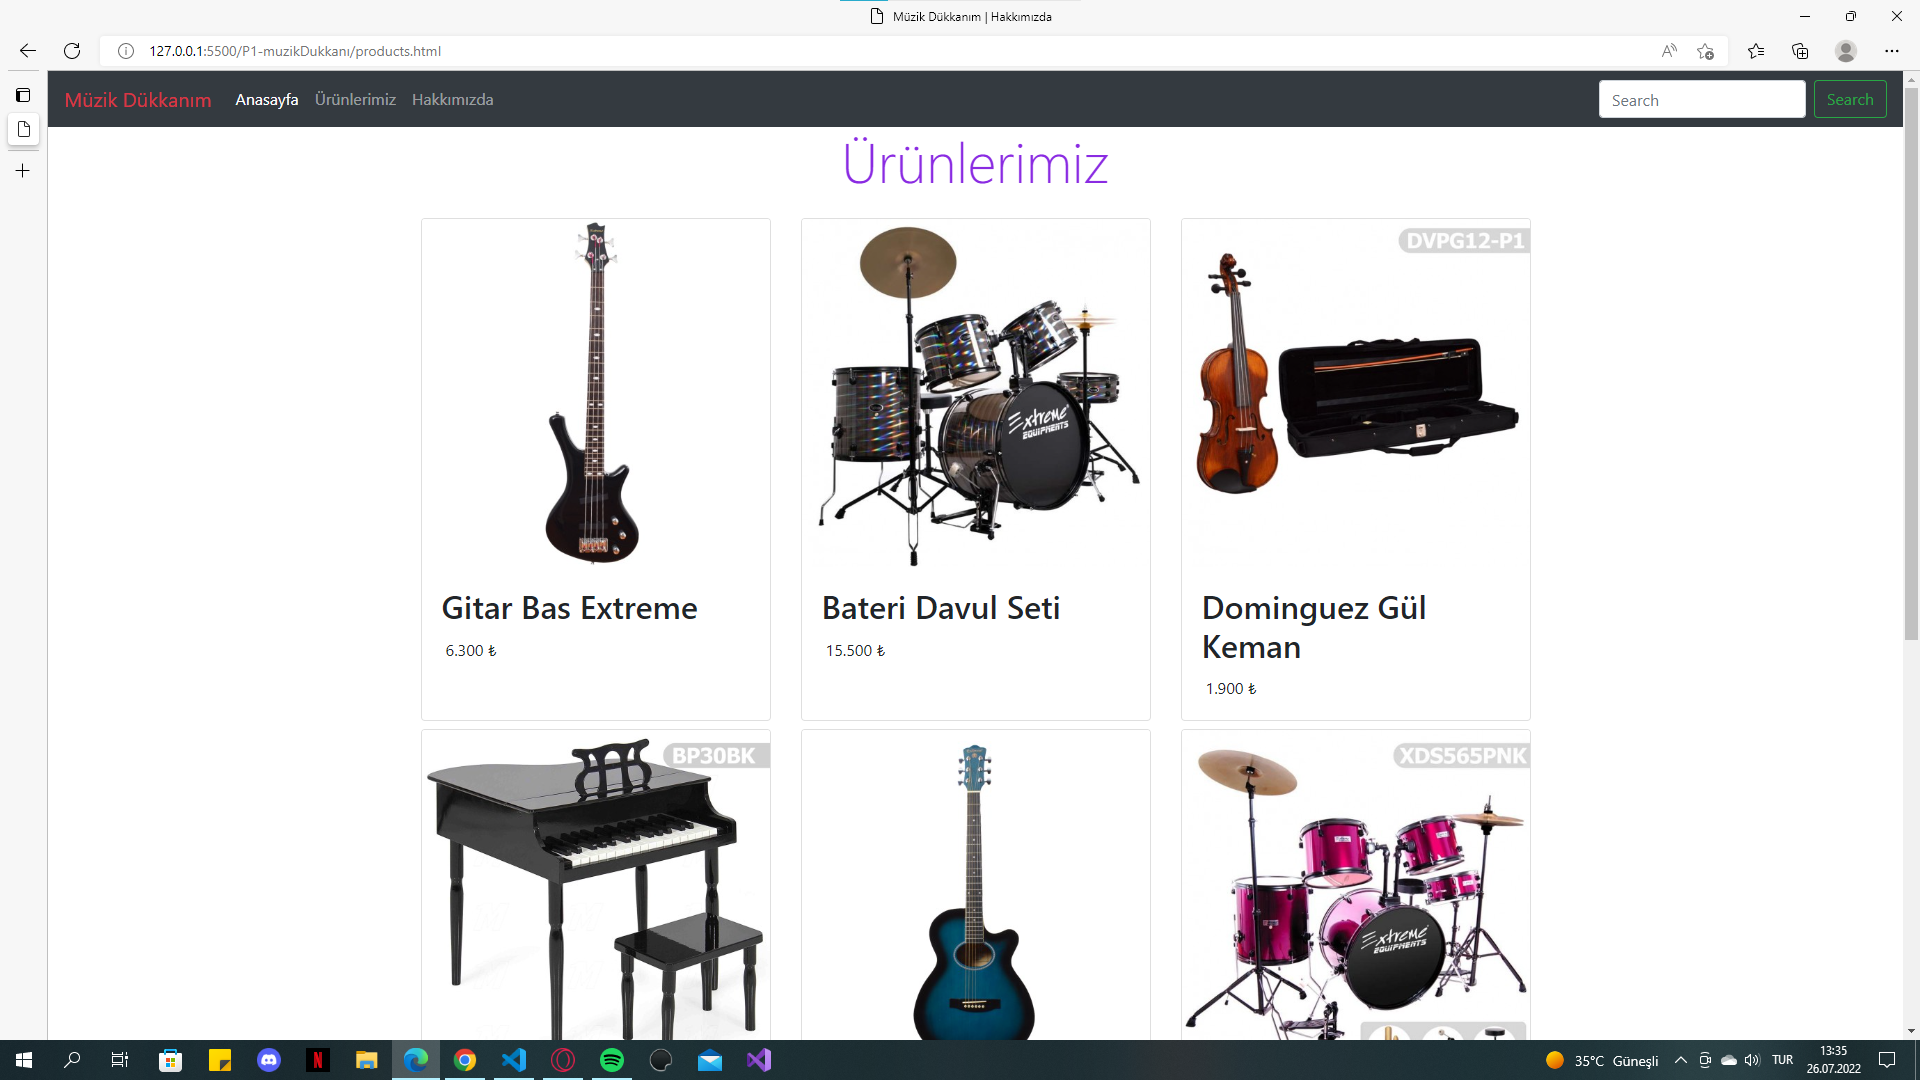 Müzik Dükkanım | Hakkımızda
127.0.0.1:5500/P1-muzikDukkanı/products.html
Müzik Dükkanım Anasayfa Ürünlerimiz Hakkımızda Search Search
Ürünlerimiz
DVPG12-P1
Extreme
EQUIPMENTS
Gitar Bas Extreme
6.300 ₺
Bateri Davul Seti
15.500 ₺
Dominguez Gül
Keman
1.900 ₺
BP30BK
XDS565PNK
Extreme
EQUIPMENTS
35°C Güneşli
TUR
13:35
26.07.2022